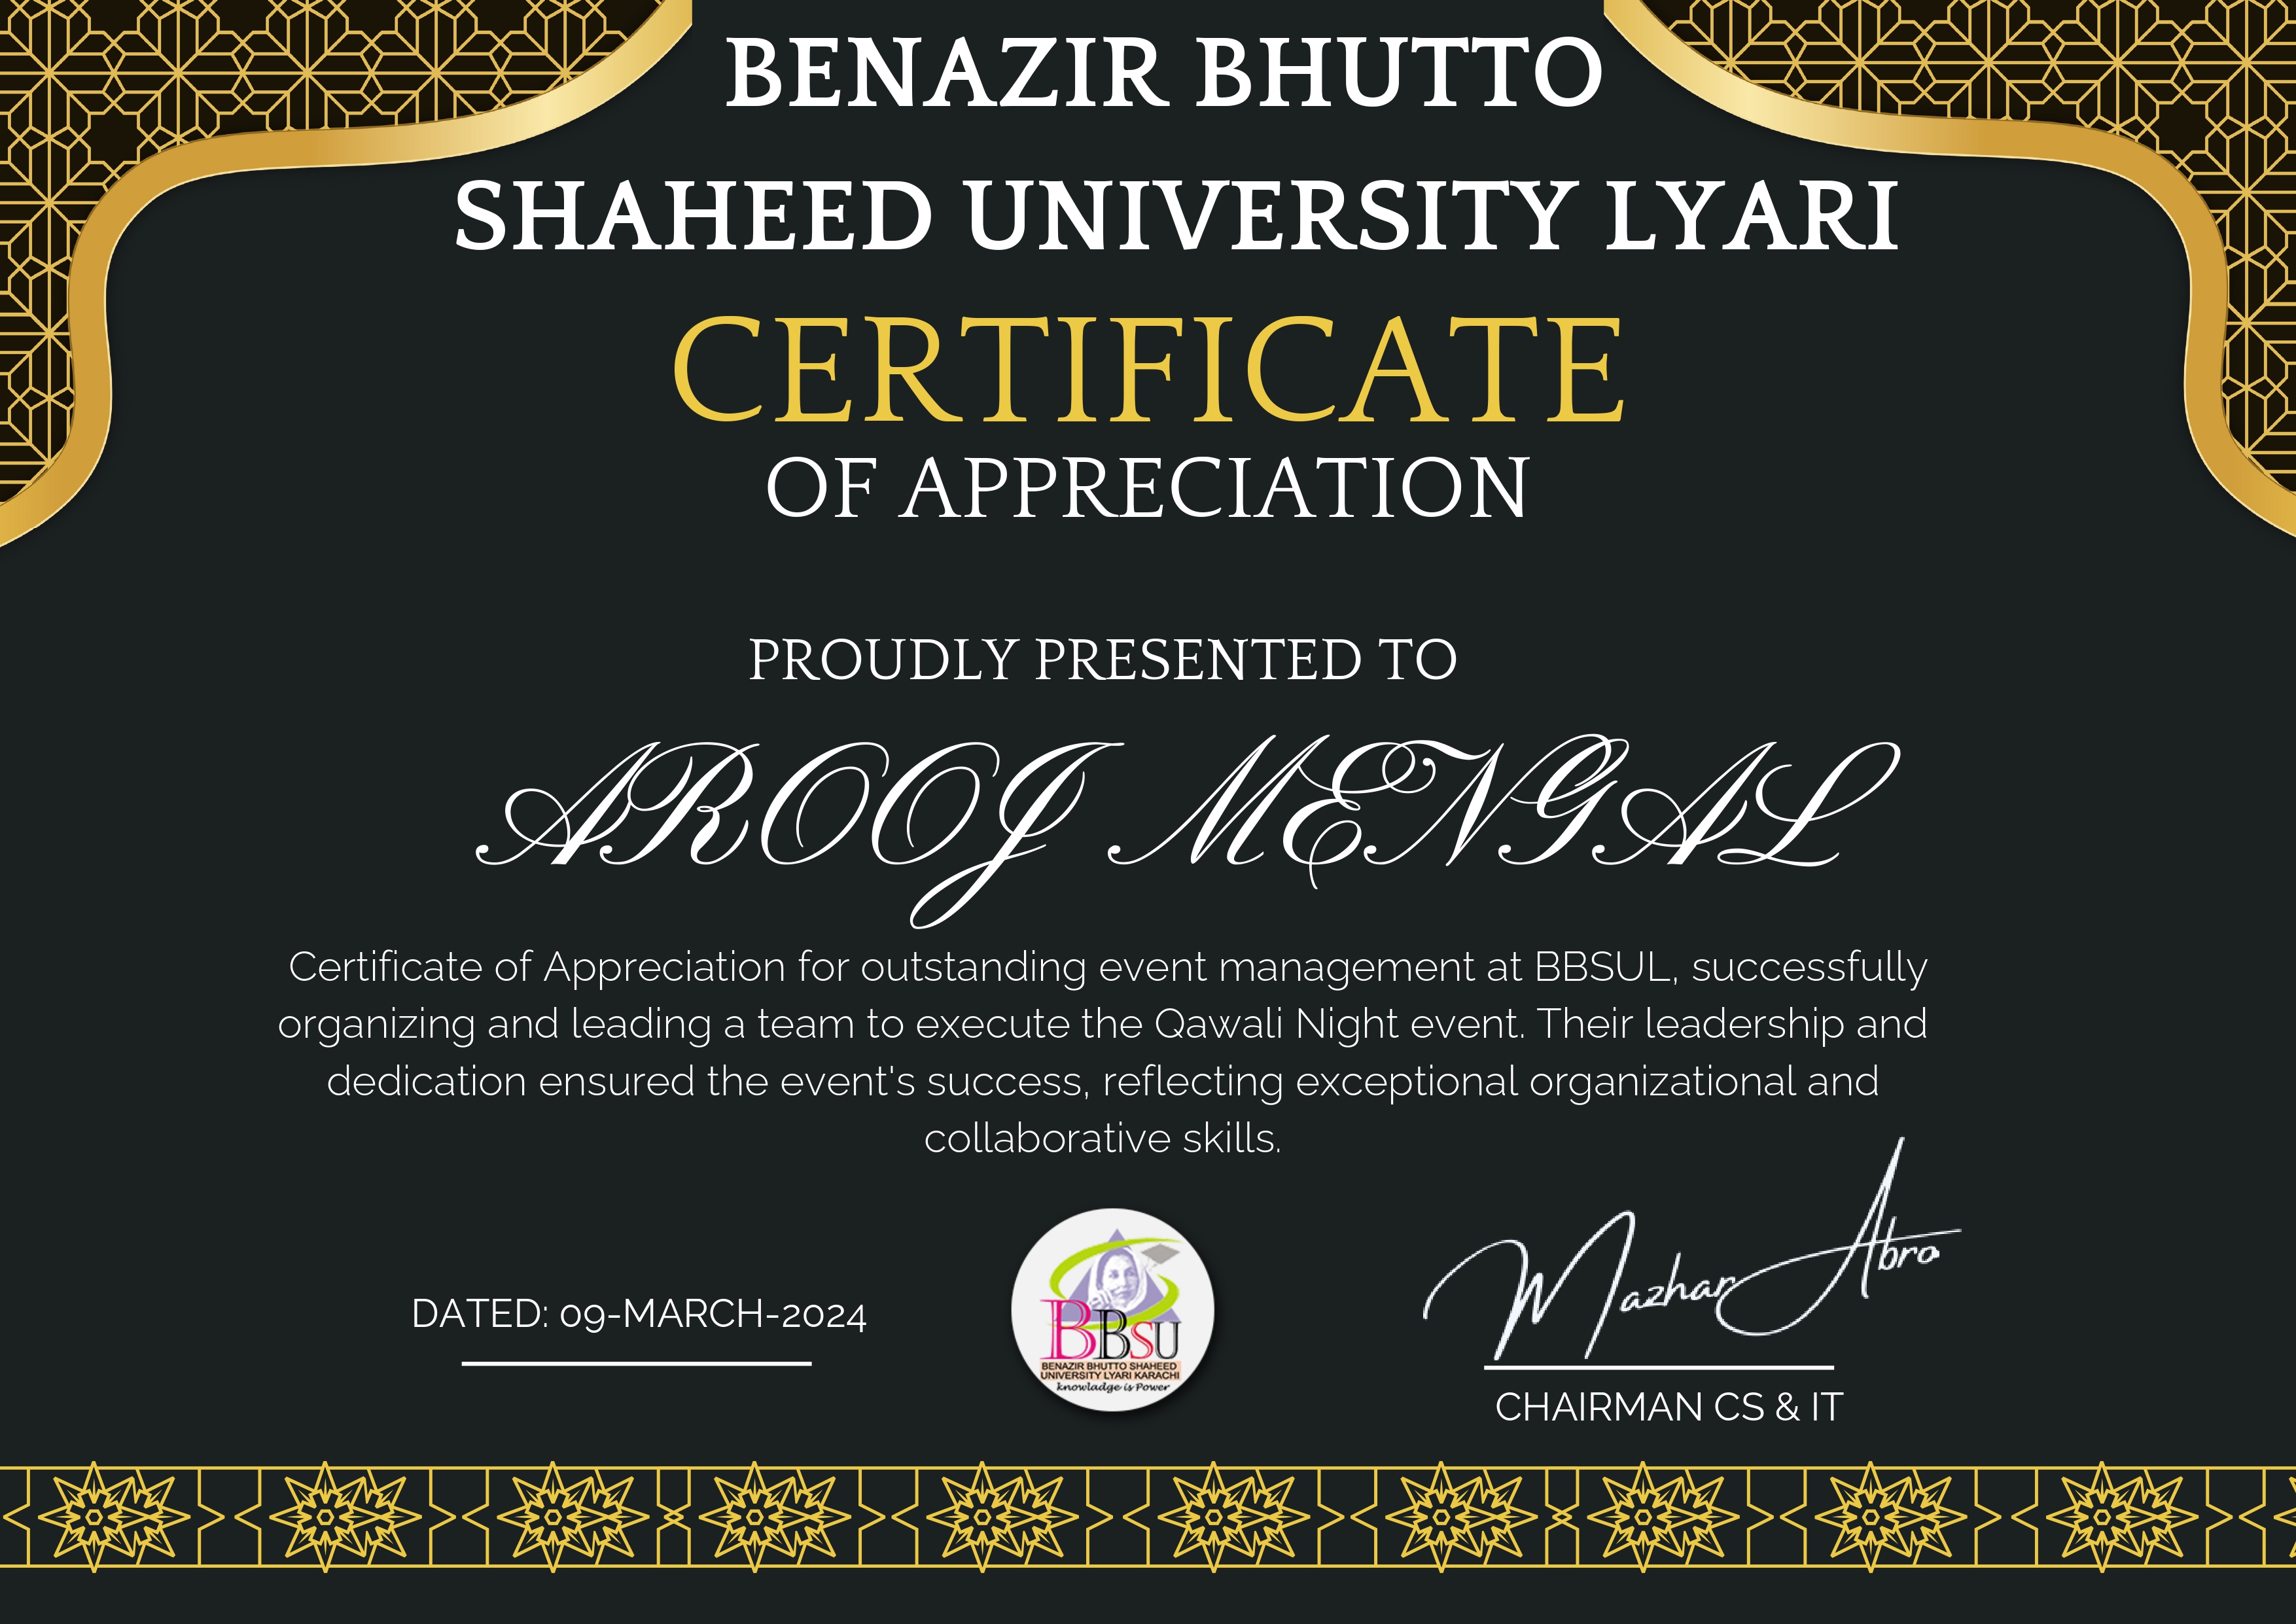 BENAZIR BHUTTO
SHAHEED UNIVERSITY LYARI
CERTIFICATE
OF APPRECIATION
PROUDLY PRESENTED TO
AROOJ MENGAL
Certificate of Appreciation for outstanding event management at BBSUL, successfully
organizing and leading a team to execute the Qawali Night event. Their leadership and
dedication ensured the event's success, reflecting exceptional organizational and
collaborative skills.
DATED: 09-MARCH-2024
BBSU
BENAZIR BHUTTO SHAHEED
UNIVERSITY LYARI KARACHI
knowladge is Power
Mazhar Abro
CHAIRMAN CS & IT